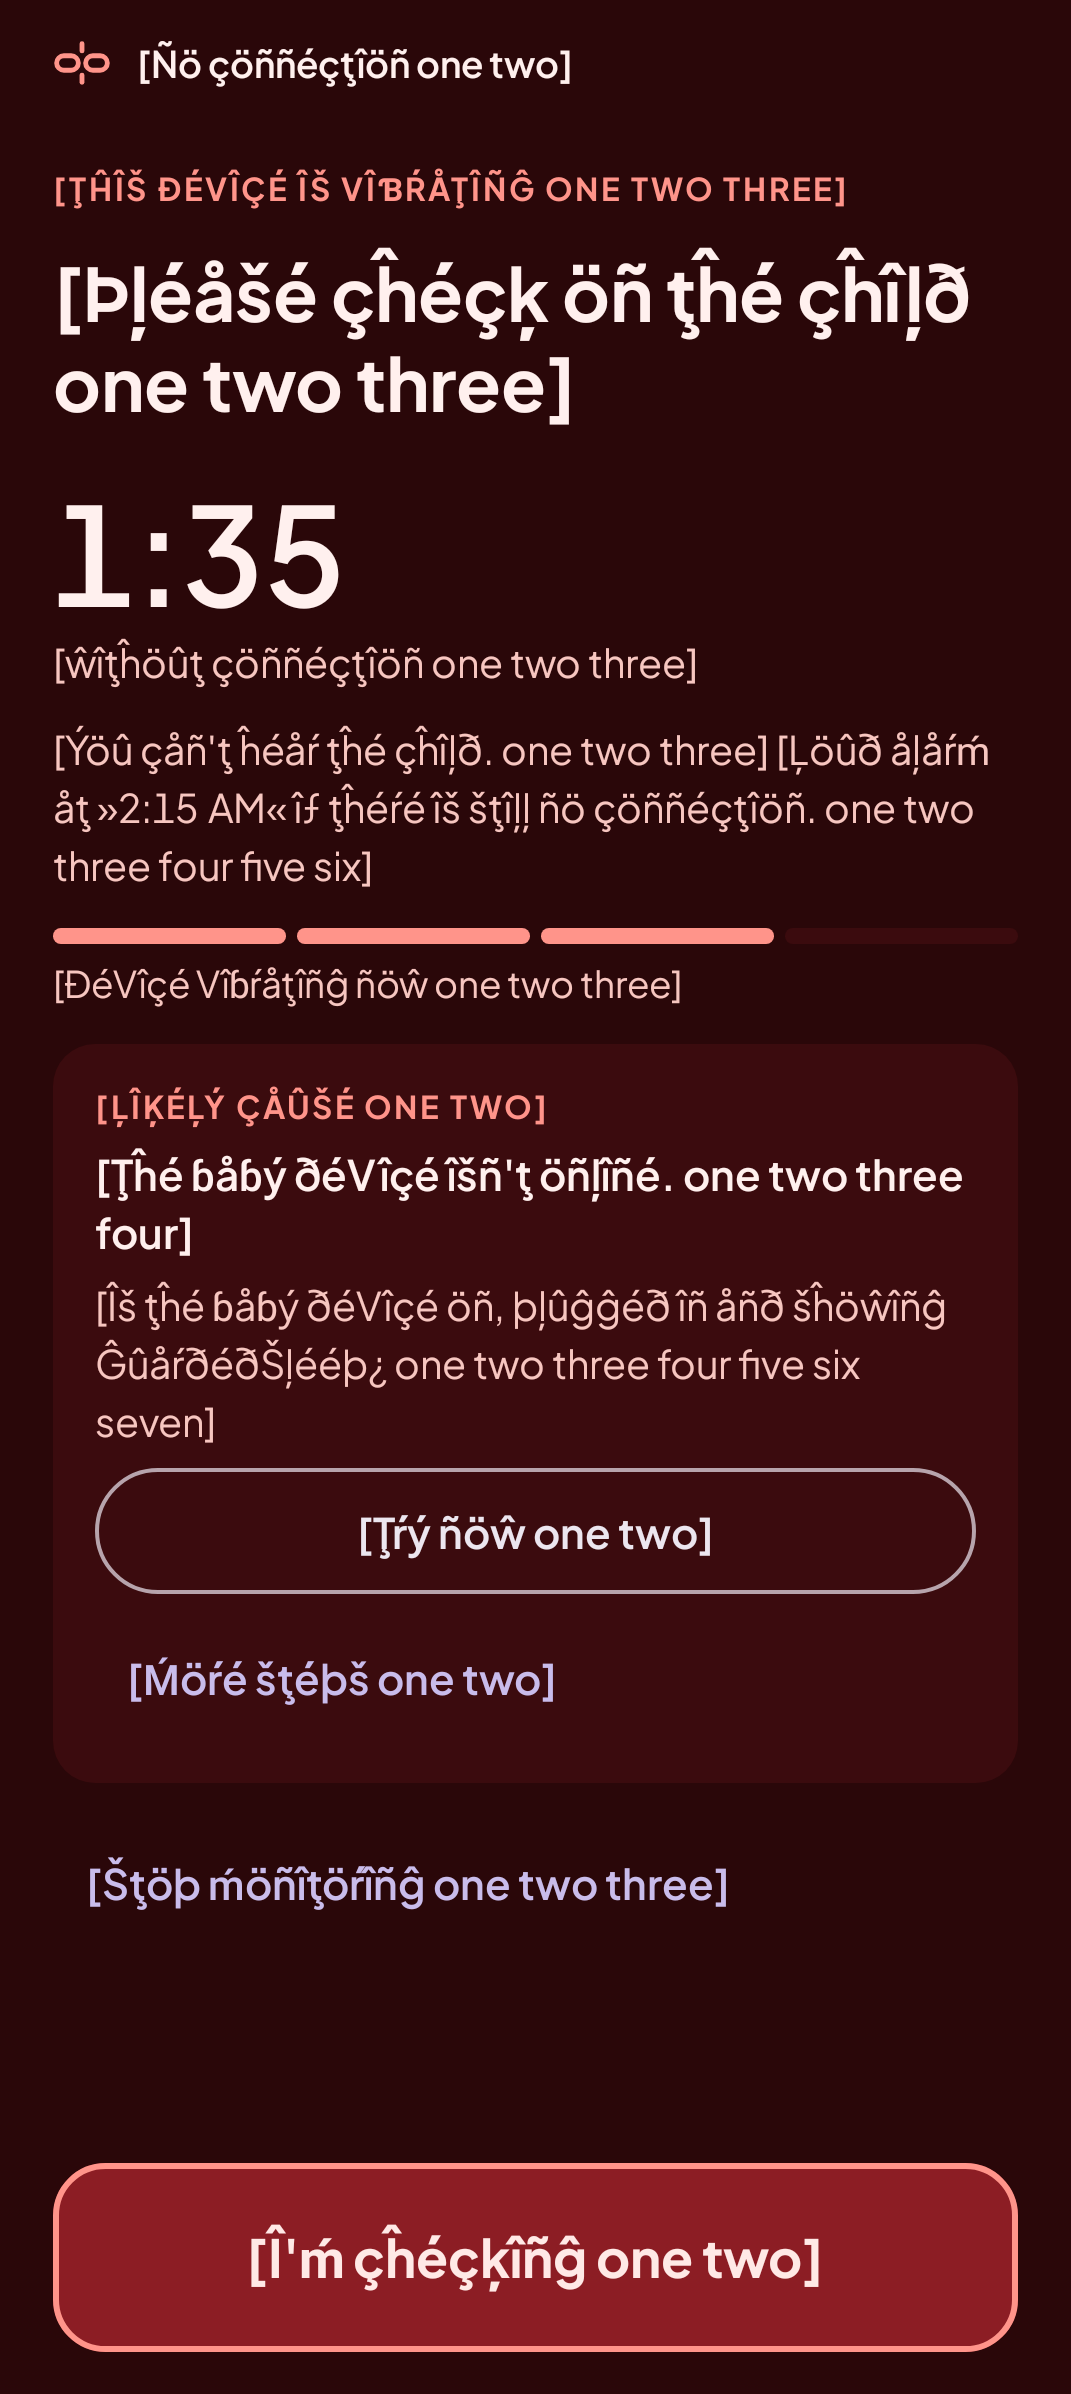 [Ñö çöññéçţîöñ one two]
[ŢĤÎŠ ÐÉVÎÇÉ ÎŠ VÎƁŔÅŢÎÑĜ ONE TWO THREE]
[Þļéåšé çĥéçķ öñ ţĥé çĥîļð
one two three]
1:35
[ŵîţĥöûţ çöññéçţîöñ one two three]
[Ýöû çåñ'ţ ĥéåŕ ţĥé çĥîļð. one two three] [Ļöûð åļåŕḿ
åţ »2:15 AM« îƒ ţĥéŕé îš šţîļļ ñö çöññéçţîöñ. one two
three four five six]
[ÐéVîçé Vîƀŕåţîñĝ ñöŵ one two three]
[ĻÎĶÉĻÝ ÇÅÛŠÉ ONE TWO]
[Ţĥé ƀåƀý ðéVîçé îšñ'ţ öñļîñé. one two three
four]
[Îš ţĥé ƀåƀý ðéVîçé öñ, þļûĝĝéð îñ åñð šĥöŵîñĝ
ĜûåŕðéðŠļééþ¿ one two three four five six
seven]
[Ţŕý ñöŵ one two]
[Ḿöŕé šţéþš one two]
[Šţöþ ḿöñîţöŕîñĝ one two three]
[Î'ḿ çĥéçķîñĝ one two]